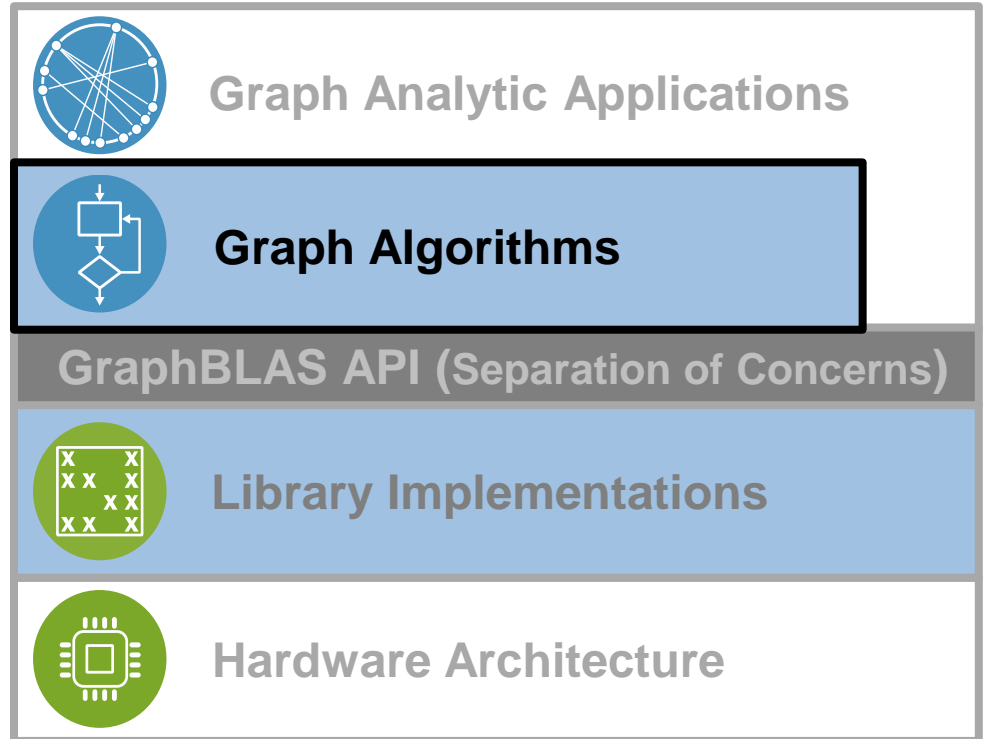 Graph Analytic Applications
Graph Algorithms
GraphBLAS API (Separation of Concerns)
X X
X X X
X X
X X X
Library Implementations
Hardware Architecture